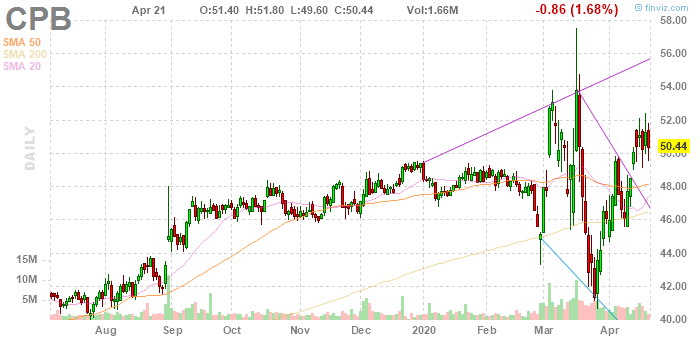 CPB
Apr 21 O:51.40 H:51.80 L:49.60 C:50.44 Vol:1.66M -0.86 (1.68%)
© finviz.com
SMA 50
SMA 200
SMA 20
DAILY
58.00
56.00
54.00
52.00
50.44
50.00
48.00
46.00
44.00
42.00
40.00
15M
10M
5M
Aug Sep Oct Nov Dec 2020 Feb Mar Apr